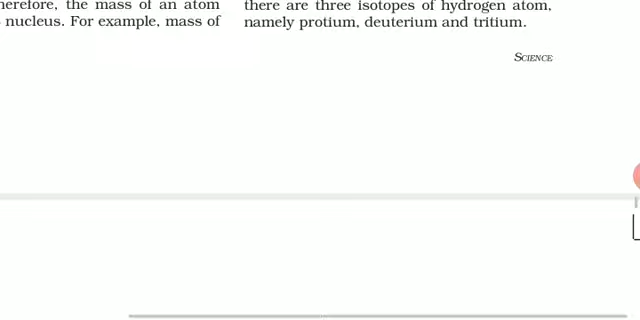 herefore, the mass of an atom
nucleus. For example, mass of
there are three isotopes of hydrogen atom,
namely protium, deuterium and tritium.
SCIENCE